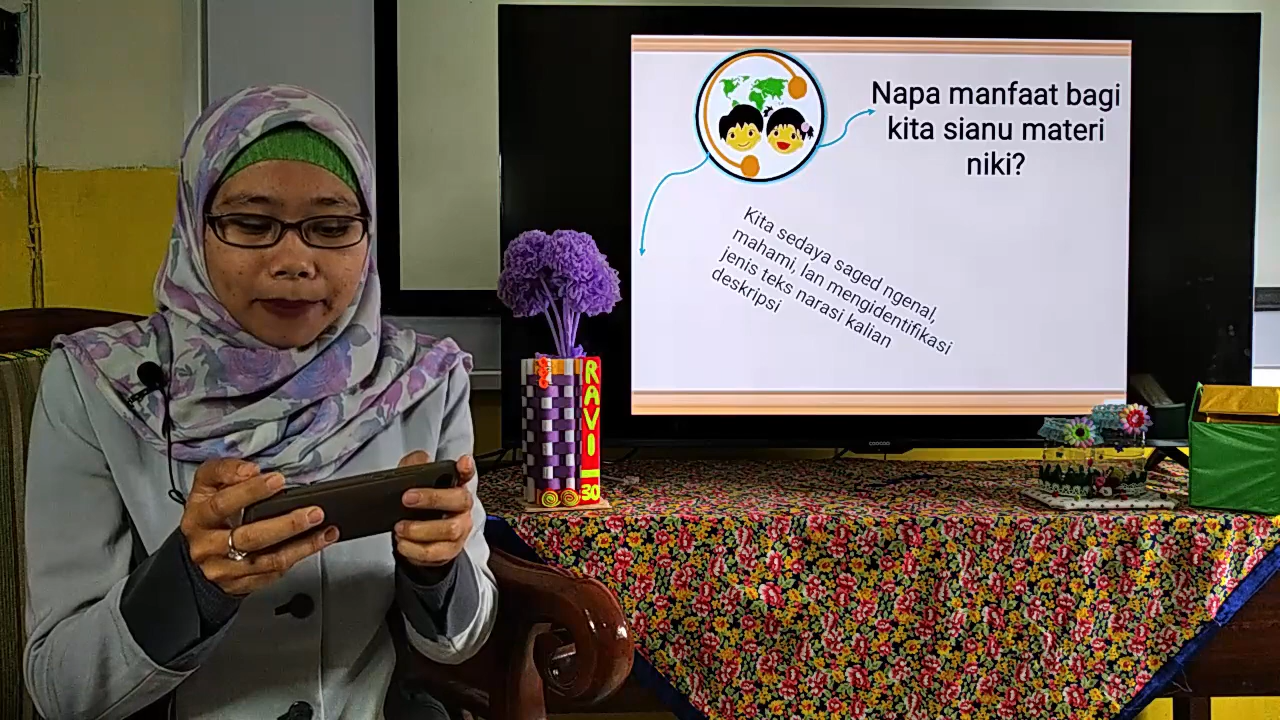 Napa manfaat bagi
kita sianu materi
niki?
Kita sedaya saged ngenal,
mahami, lan mengidentifikasi
jenis teks narasi kalian
deskripsi
RAVI
30
coocaa